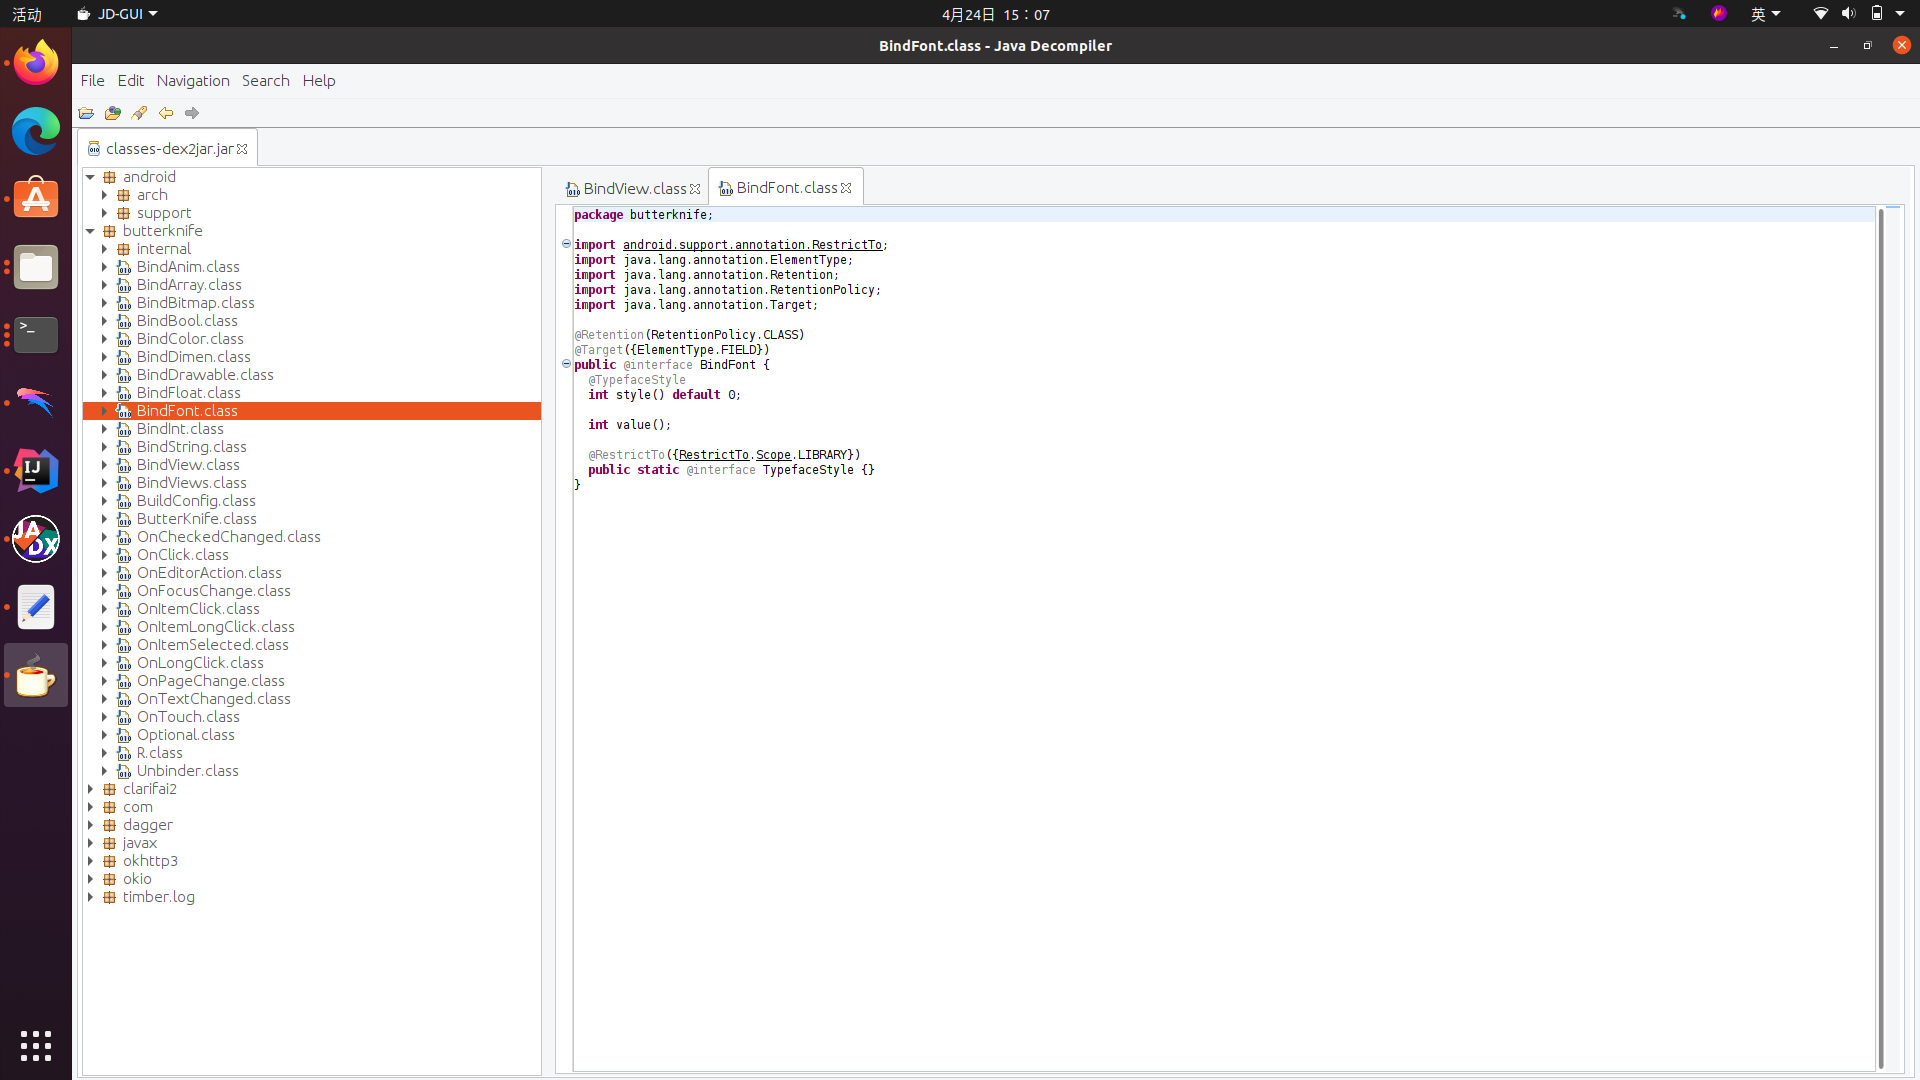 活动
JD-GUI
4月24日 15：07
英
BindFont.class - Java Decompiler
File Edit Navigation Search Help
classes-dex2jar.jar
android
arch
support
butterknife
internal
BindAnim.class
BindArray.class
BindBitmap.class
BindBool.class
BindColor.class
BindDimen.class
BindDrawable.class
BindFloat.class
BindFont.class
BindInt.class
BindString.class
BindView.class
BindViews.class
BuildConfig.class
ButterKnife.class
OnCheckedChanged.class
OnClick.class
OnEditorAction.class
OnFocusChange.class
OnItemClick.class
OnItemLongClick.class
OnItemSelected.class
OnLongClick.class
OnPageChange.class
OnTextChanged.class
OnTouch.class
Optional.class
R.class
Unbinder.class
clarifai2
com
dagger
javax
okhttp3
okio
timber.log
BindView.class
BindFont.class
package butterknife;
import android.support.annotation.RestrictTo;
import java.lang.annotation.ElementType;
import java.lang.annotation.Retention;
import java.lang.annotation.RetentionPolicy;
import java.lang.annotation.Target;
@Retention(RetentionPolicy.CLASS)
@Target({ElementType.FIELD})
public @interface BindFont {
@TypefaceStyle
int style() default 0;
int value();
@RestrictTo({RestrictTo.Scope.LIBRARY})
public static @interface TypefaceStyle {}
}
>_
IJ
JADX